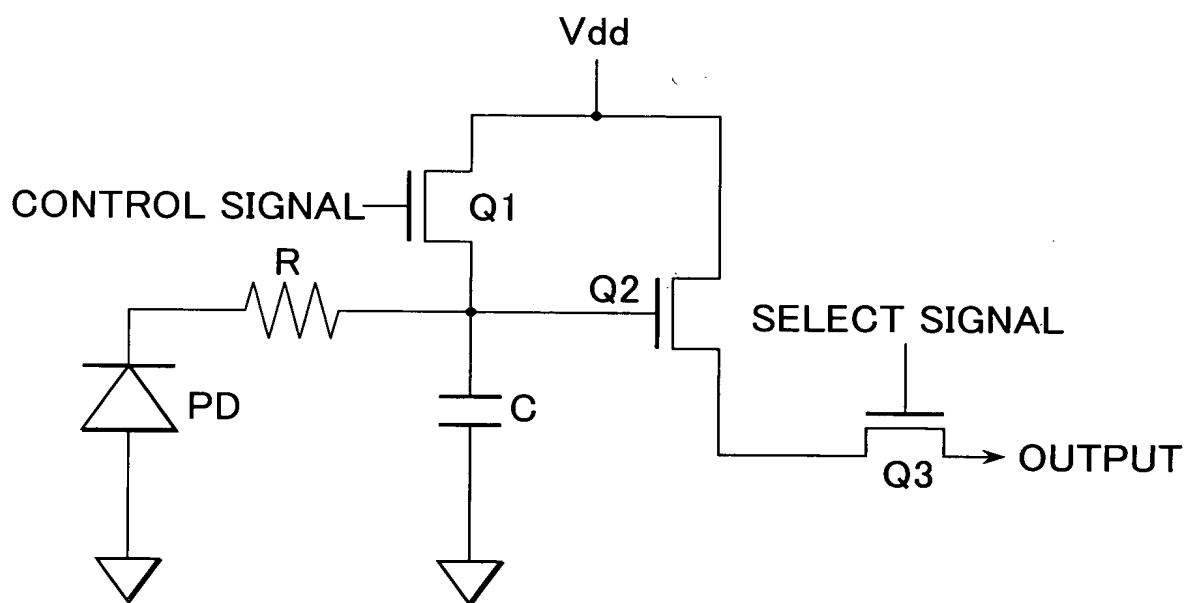 Vdd
CONTROL SIGNAL
Q1
R
Q2
SELECT SIGNAL
PD
C
Q3
OUTPUT